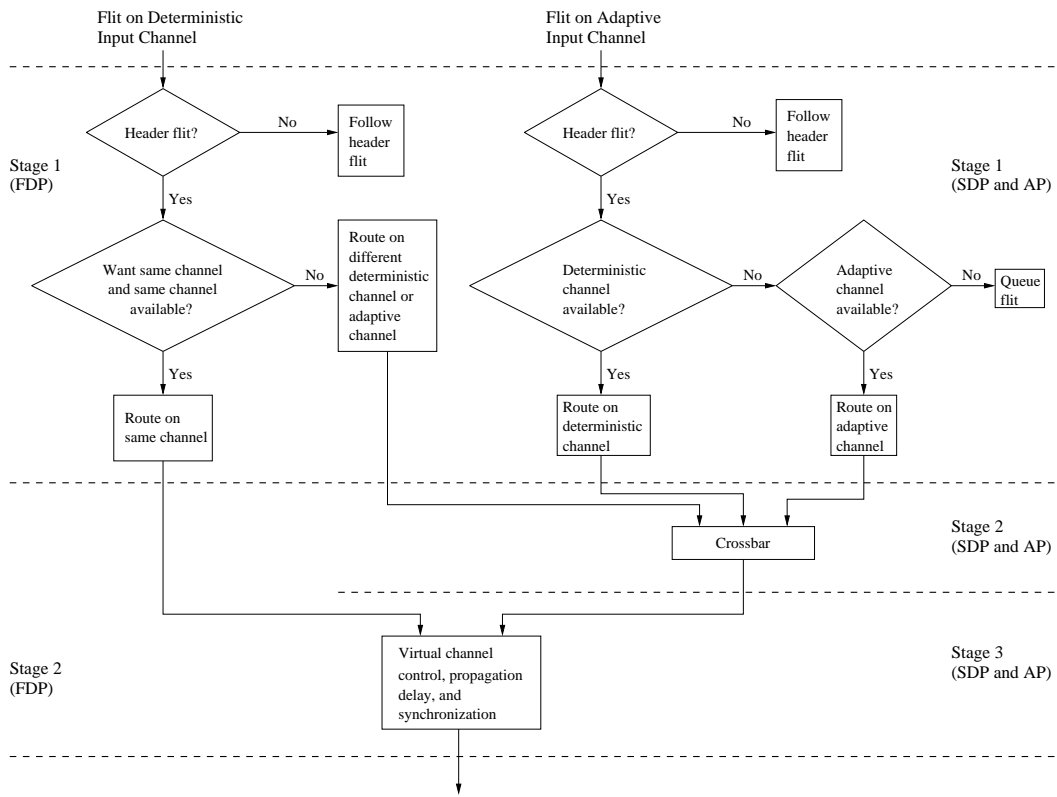 Flit on Deterministic
Input Channel
Flit on Adaptive
Input Channel
Header flit?
No
Follow
header
flit
Header flit?
No
Follow
header
flit
Stage 1
(FDP)
Stage 1
(SDP and AP)
Yes
Yes
Want same channel
and same channel
available?
No
Route on
different
deterministic
channel or
adaptive
channel
Deterministic
channel
available?
No
Adaptive
channel
available?
No
Queue
flit
Yes
Yes
Yes
Route on
same channel
Route on
deterministic
channel
Route on
adaptive
channel
Crossbar
Stage 2
(SDP and AP)
Stage 2
(FDP)
Virtual channel
control, propagation
delay, and
synchronization
Stage 3
(SDP and AP)